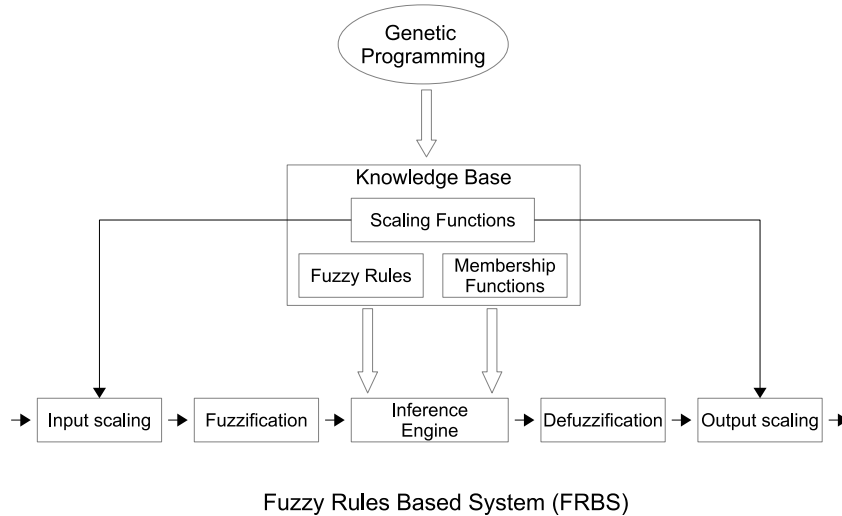 Genetic
Programming
Knowledge Base
Scaling Functions
Fuzzy Rules
Membership
Functions
Input scaling
Fuzzification
Inference
Engine
Defuzzification
Output scaling
Fuzzy Rules Based System (FRBS)